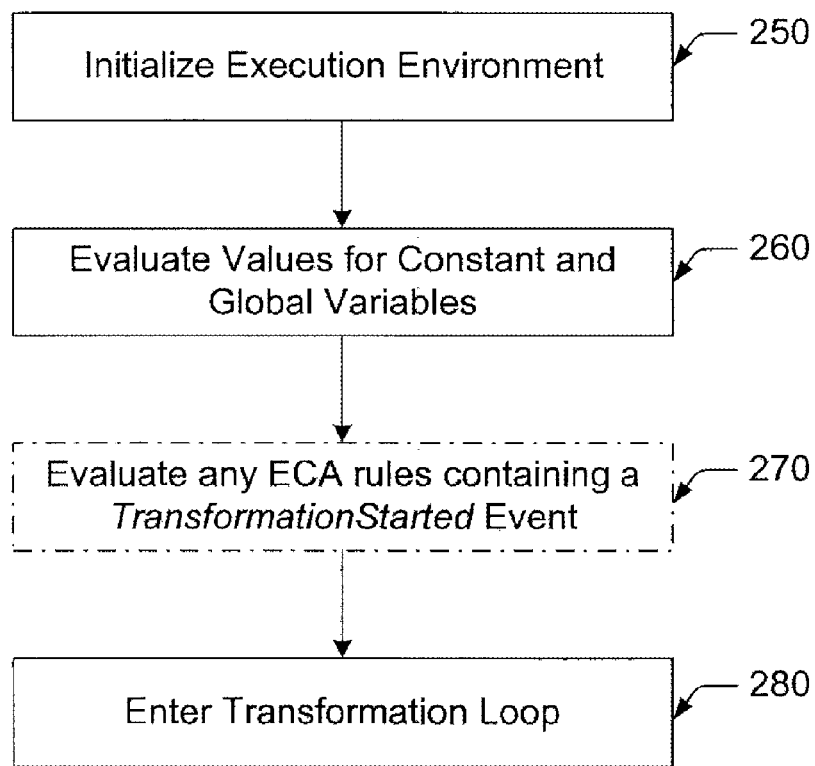 250
Initialize Execution Environment
260
Evaluate Values for Constant and
Global Variables
270
Evaluate any ECA rules containing a
TransformationStarted Event
280
Enter Transformation Loop